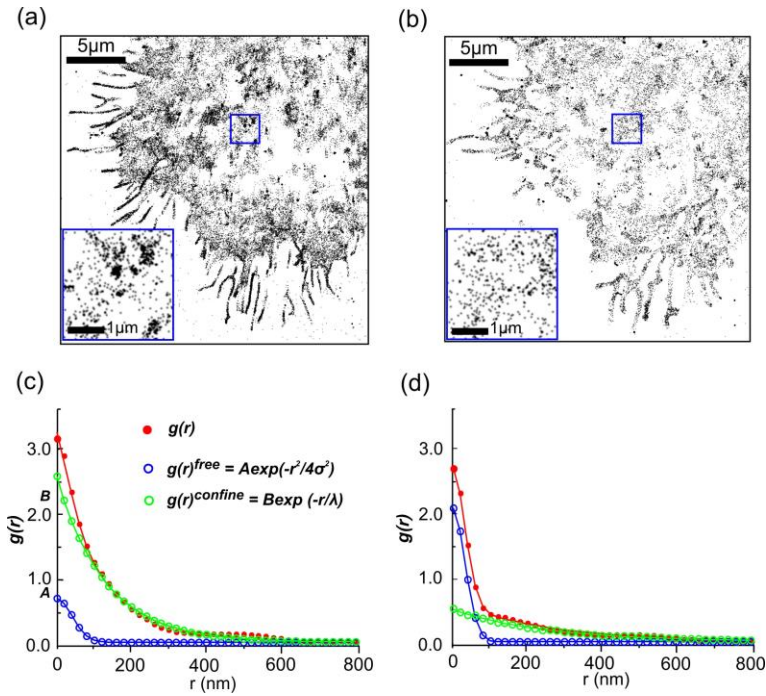 (a)
5μm
1μm
(b)
5μm
1μm
(c)
3.0
B
2.0
g(r)
1.0
A
0.0
0 200 400 600 800
r (nm)
g(r)
g(r)^free = Aexp(-r²/4σ²)
g(r)^confine = Bexp (-r/λ)
(d)
3.0
2.0
g(r)
1.0
0.0
0 200 400 600 800
r (nm)